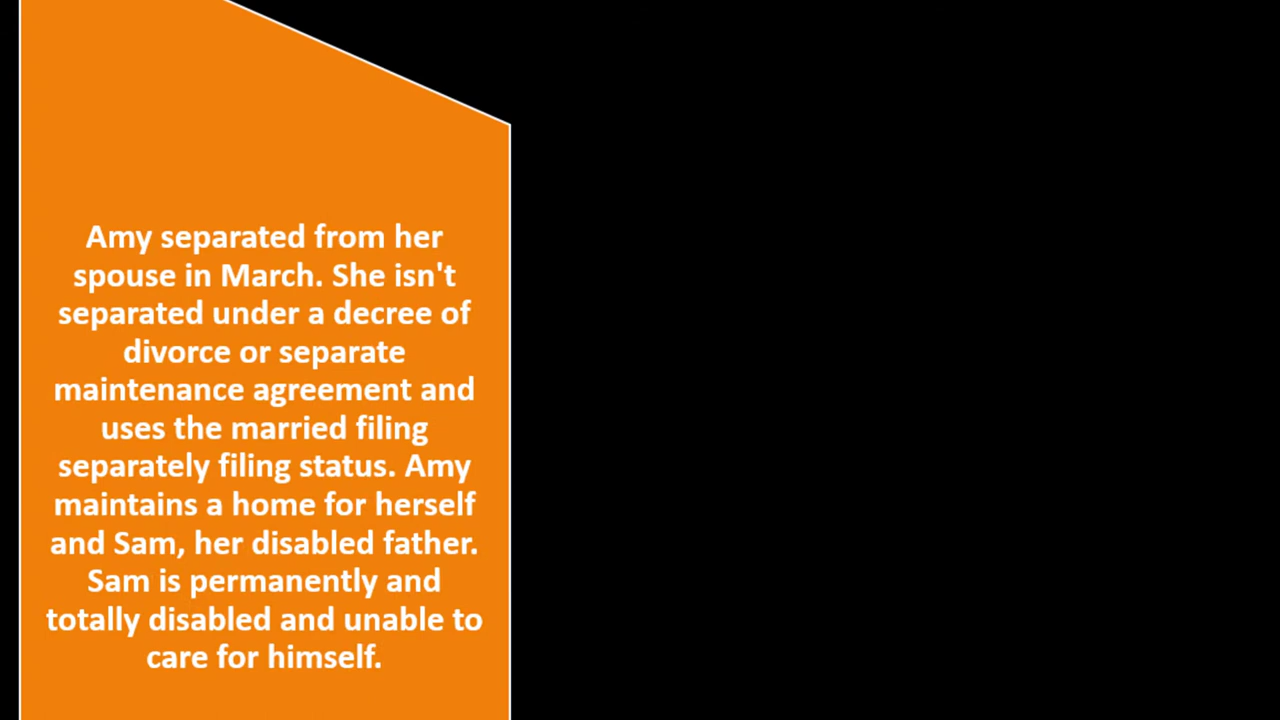 Amy separated from her
spouse in March. She isn't
separated under a decree of
divorce or separate
maintenance agreement and
uses the married filing
separately filing status. Amy
maintains a home for herself
and Sam, her disabled father.
Sam is permanently and
totally disabled and unable to
care for himself.